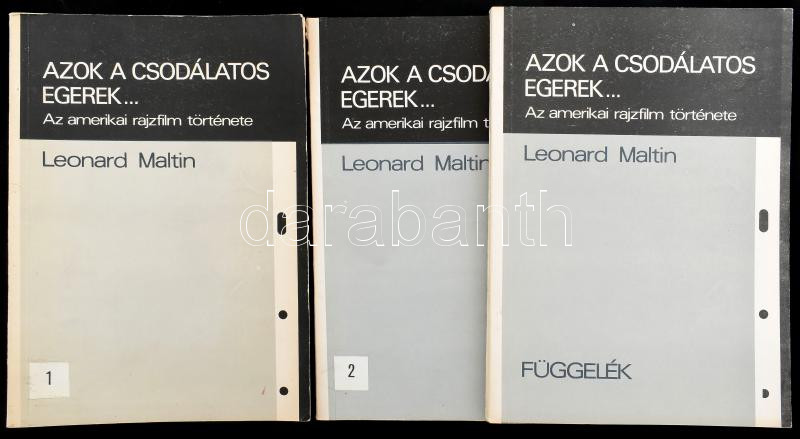 AZOK A CSODÁLATOS
EGEREK...
Az amerikai rajzfilm története
Leonard Maltin
1
AZOK A CSODÁ
EGEREK...
Az amerikai rajzfilm t
Leonard Maltin
2
AZOK A CSODÁLATOS
EGEREK...
Az amerikai rajzfilm története
Leonard Maltin
FÜGGELÉK
darabanth